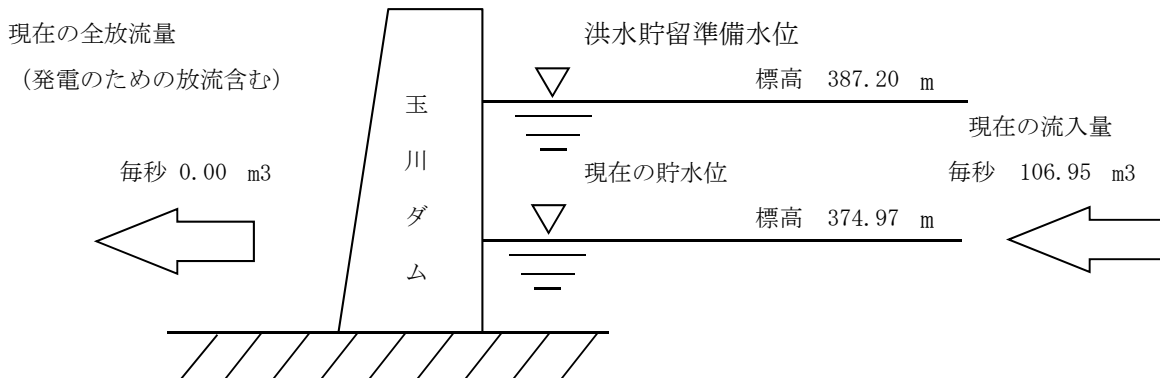 現在の全放流量
（発電のための放流含む）
毎秒 0.00 m3
玉川ダム
洪水貯留準備水位
標高 387.20 m
現在の貯水位
標高 374.97 m
現在の流入量
毎秒 106.95 m3